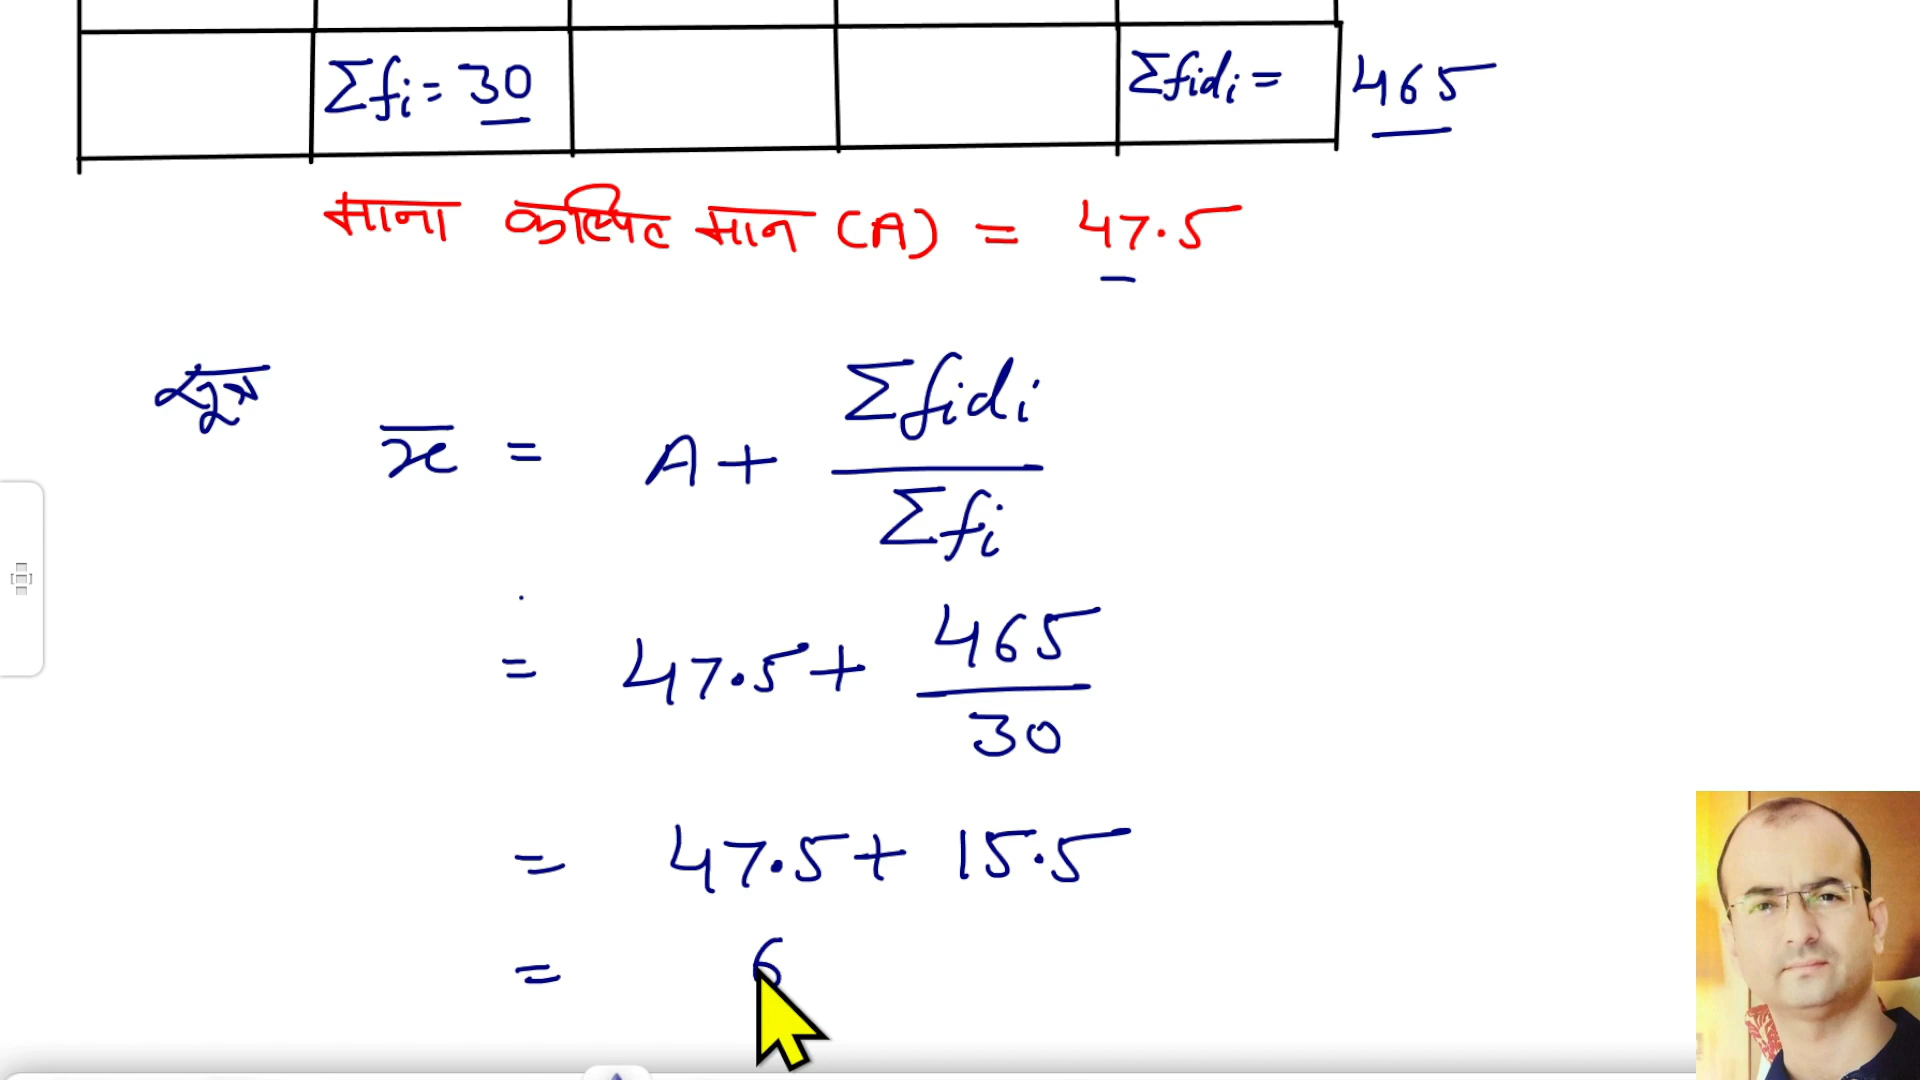 Σfi = 30 Σfidi = 465
माना कल्पित मान (A) = 47.5
सूत्र
x̄ = A + Σfidi / Σfi
= 47.5 + 465 / 30
= 47.5 + 15.5
= 6